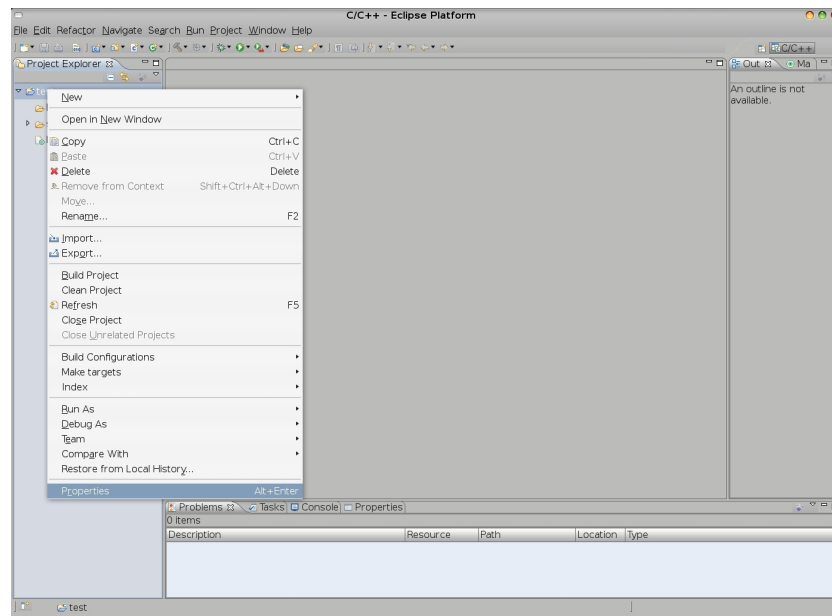 C/C++ - Eclipse Platform
File Edit Refactor Navigate Search Run Project Window Help
C/C++
Project Explorer
Out Ma
An outline is not
available.
New
Open in New Window
Copy Ctrl+C
Paste Ctrl+V
Delete Delete
Remove from Context Shift+Ctrl+Alt+Down
Move...
Rename... F2
Import...
Export...
Build Project
Clean Project
Refresh F5
Close Project
Close Unrelated Projects
Build Configurations
Make targets
Index
Run As
Debug As
Team
Compare With
Restore from Local History...
Properties Alt+Enter
Problems Tasks Console Properties
0 items
Description Resource Path Location Type
test